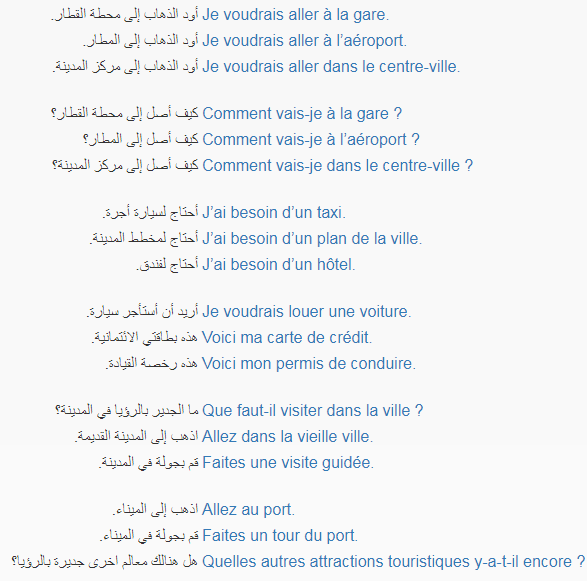 أود الذهاب إلى محطة القطار. Je voudrais aller à la gare.
أود الذهاب إلى المطار. Je voudrais aller à l’aéroport.
أود الذهاب إلى مركز المدينة. Je voudrais aller dans le centre-ville.
كيف أصل إلى محطة القطار؟ Comment vais-je à la gare ?
كيف أصل إلى المطار؟ Comment vais-je à l’aéroport ?
كيف أصل إلى مركز المدينة؟ Comment vais-je dans le centre-ville ?
أحتاج لسيارة أجرة. J’ai besoin d’un taxi.
أحتاج لمخطط المدينة. J’ai besoin d’un plan de la ville.
أحتاج لفندق. J’ai besoin d’un hôtel.
أريد أن أستأجر سيارة. Je voudrais louer une voiture.
هذه بطاقتي الائتمانية. Voici ma carte de crédit.
هذه رخصة القيادة. Voici mon permis de conduire.
ما الجدير بالرؤيا في المدينة؟ Que faut-il visiter dans la ville ?
اذهب إلى المدينة القديمة. Allez dans la vieille ville.
قم بجولة في المدينة. Faites une visite guidée.
اذهب إلى الميناء. Allez au port.
قم بجولة في الميناء. Faites un tour du port.
هل هنالك معالم اخرى جديرة بالرؤيا؟ Quelles autres attractions touristiques y-a-t-il encore ?